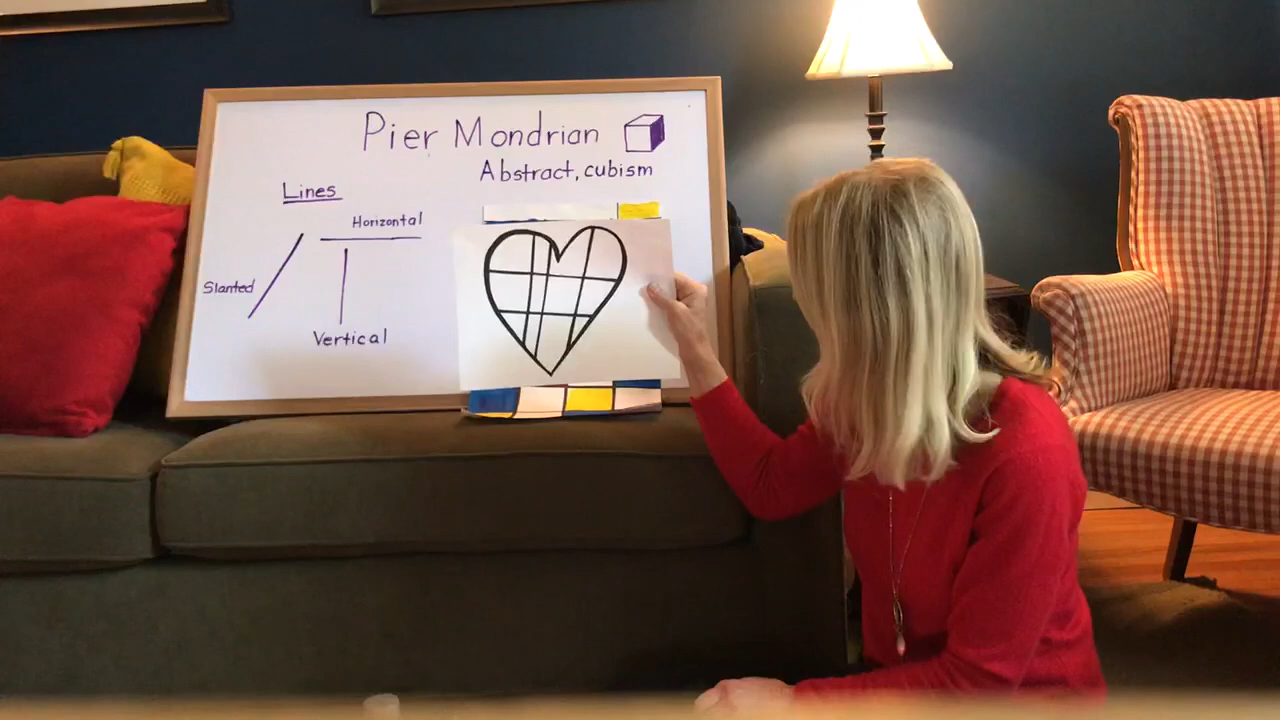 Pier Mondrian
Abstract, cubism
Lines
Horizontal
Slanted
Vertical